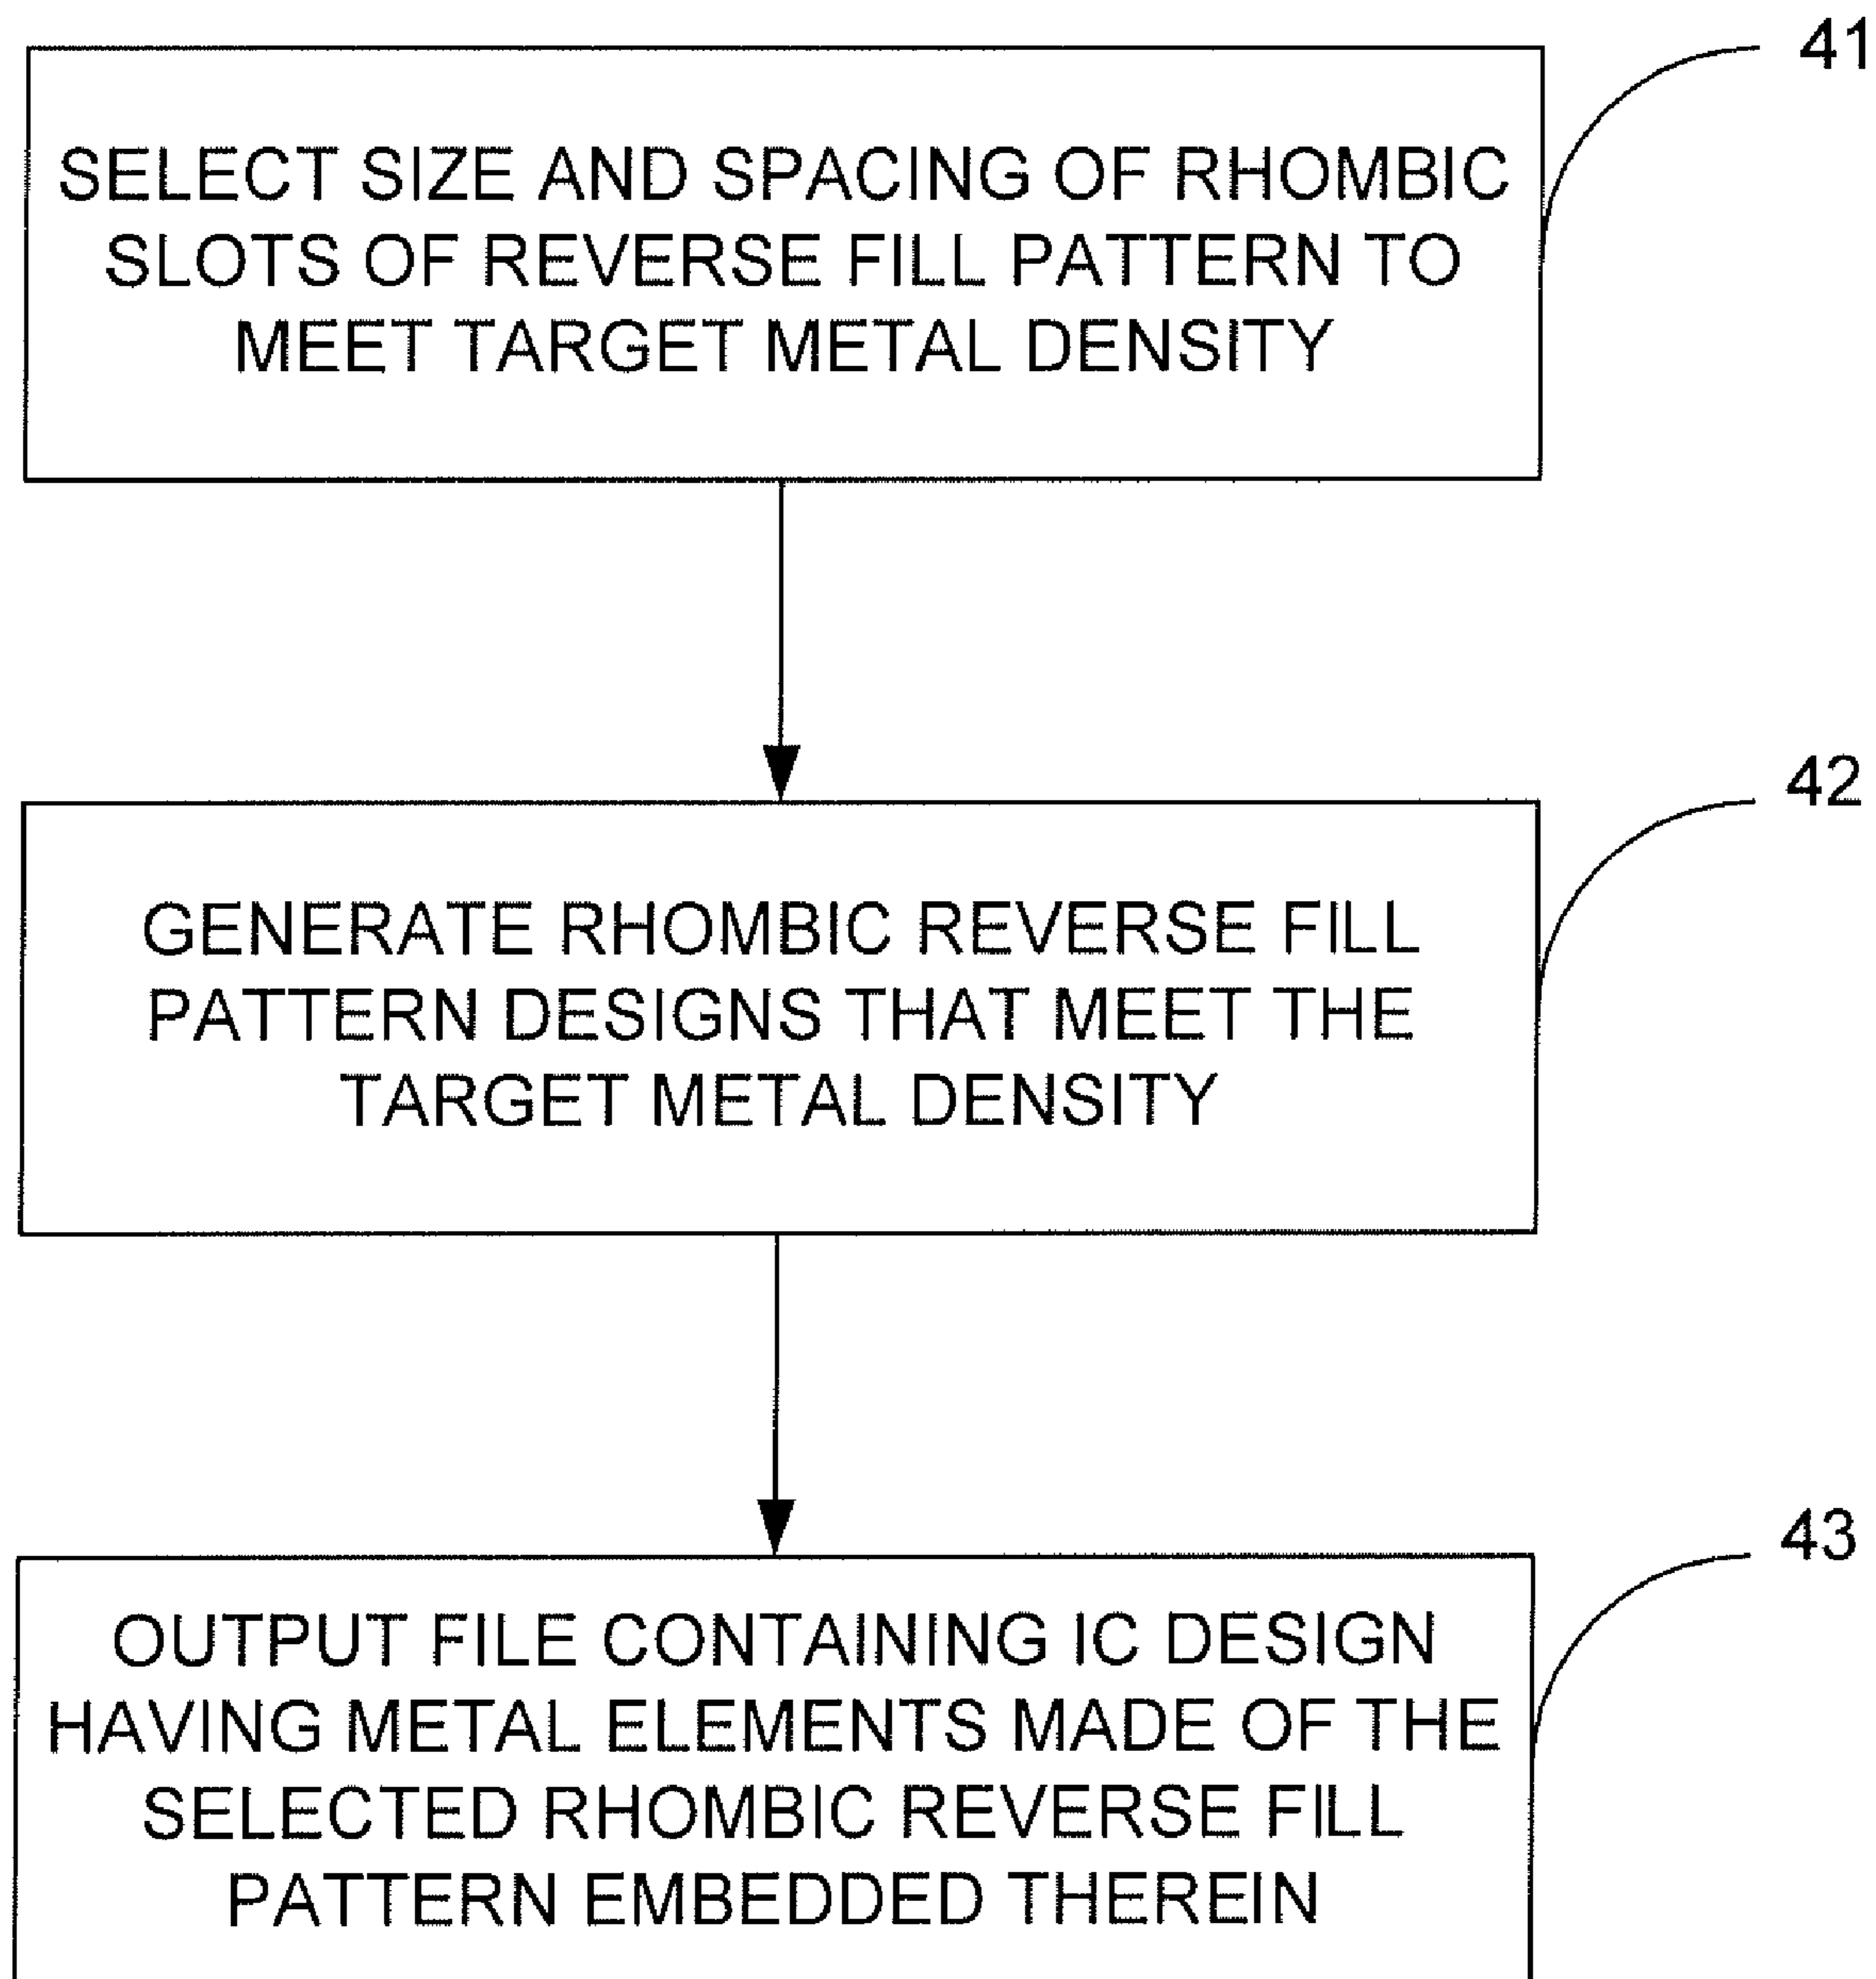 41
SELECT SIZE AND SPACING OF RHOMBIC
SLOTS OF REVERSE FILL PATTERN TO
MEET TARGET METAL DENSITY
42
GENERATE RHOMBIC REVERSE FILL
PATTERN DESIGNS THAT MEET THE
TARGET METAL DENSITY
43
OUTPUT FILE CONTAINING IC DESIGN
HAVING METAL ELEMENTS MADE OF THE
SELECTED RHOMBIC REVERSE FILL
PATTERN EMBEDDED THEREIN